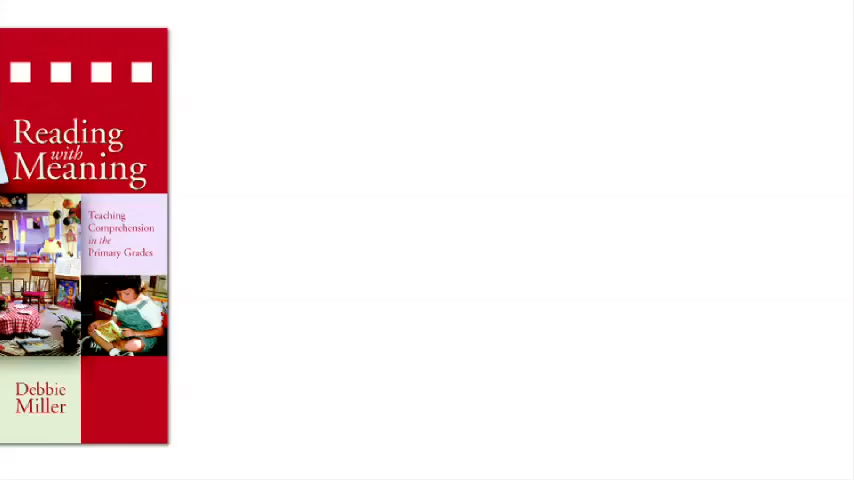 Reading
with
Meaning
Teaching
Comprehension
in the
Primary Grades
Debbie
Miller